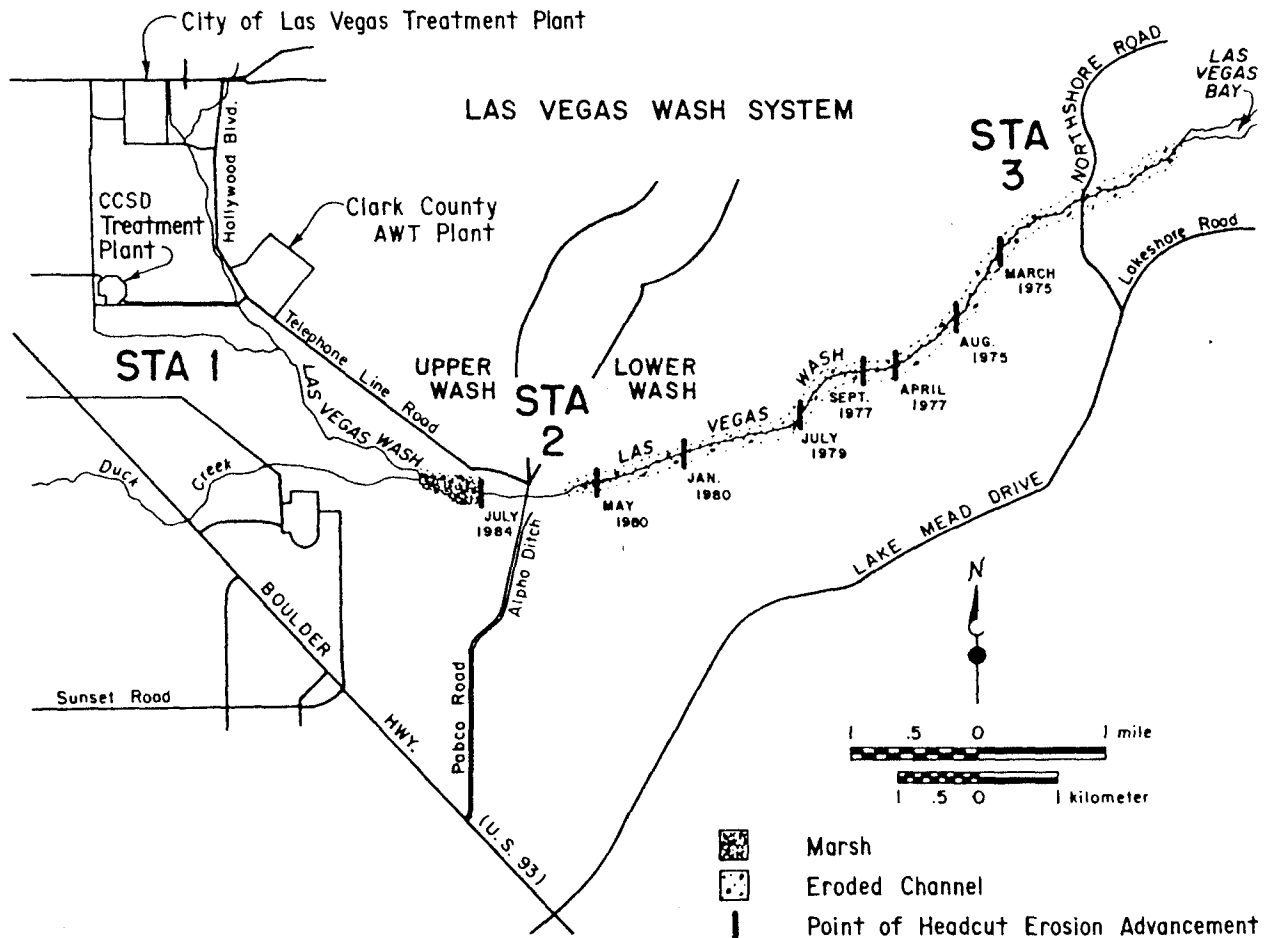 City of Las Vegas Treatment Plant
LAS VEGAS WASH SYSTEM
NORTHSHORE ROAD
LAS
VEGAS
BAY
STA
3
Hollywood Blvd.
CCSD
Treatment
Plant
Clark County
AWT Plant
Lakeshore Road
MARCH
1975
AUG.
1975
STA 1
Telephone Line Road
UPPER
WASH
LOWER
WASH
STA
2
LAS VEGAS WASH
LAS VEGAS WASH
SEPT.
1977
APRIL
1977
JULY
1979
JAN.
1980
MAY
1980
JULY
1984
Duck Creek
Alpha Ditch
LAKE MEAD DRIVE
N
BOULDER HWY. (U.S. 93)
Sunset Road
Pabco Road
1 .5 0 1 mile
1 .5 0 1 kilometer
Marsh
Eroded Channel
Point of Headcut Erosion Advancement